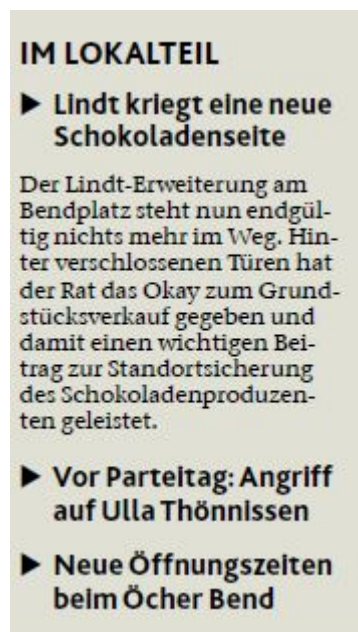 IM LOKALTEIL
▶ Lindt kriegt eine neue
Schokoladenseite
Der Lindt-Erweiterung am
Bendplatz steht nun endgül-
tig nichts mehr im Weg. Hin-
ter verschlossenen Türen hat
der Rat das Okay zum Grund-
stücksverkauf gegeben und
damit einen wichtigen Bei-
trag zur Standortsicherung
des Schokoladenproduzen-
ten geleistet.
▶ Vor Parteitag: Angriff
auf Ulla Thönnissen
▶ Neue Öffnungszeiten
beim Öcher Bend